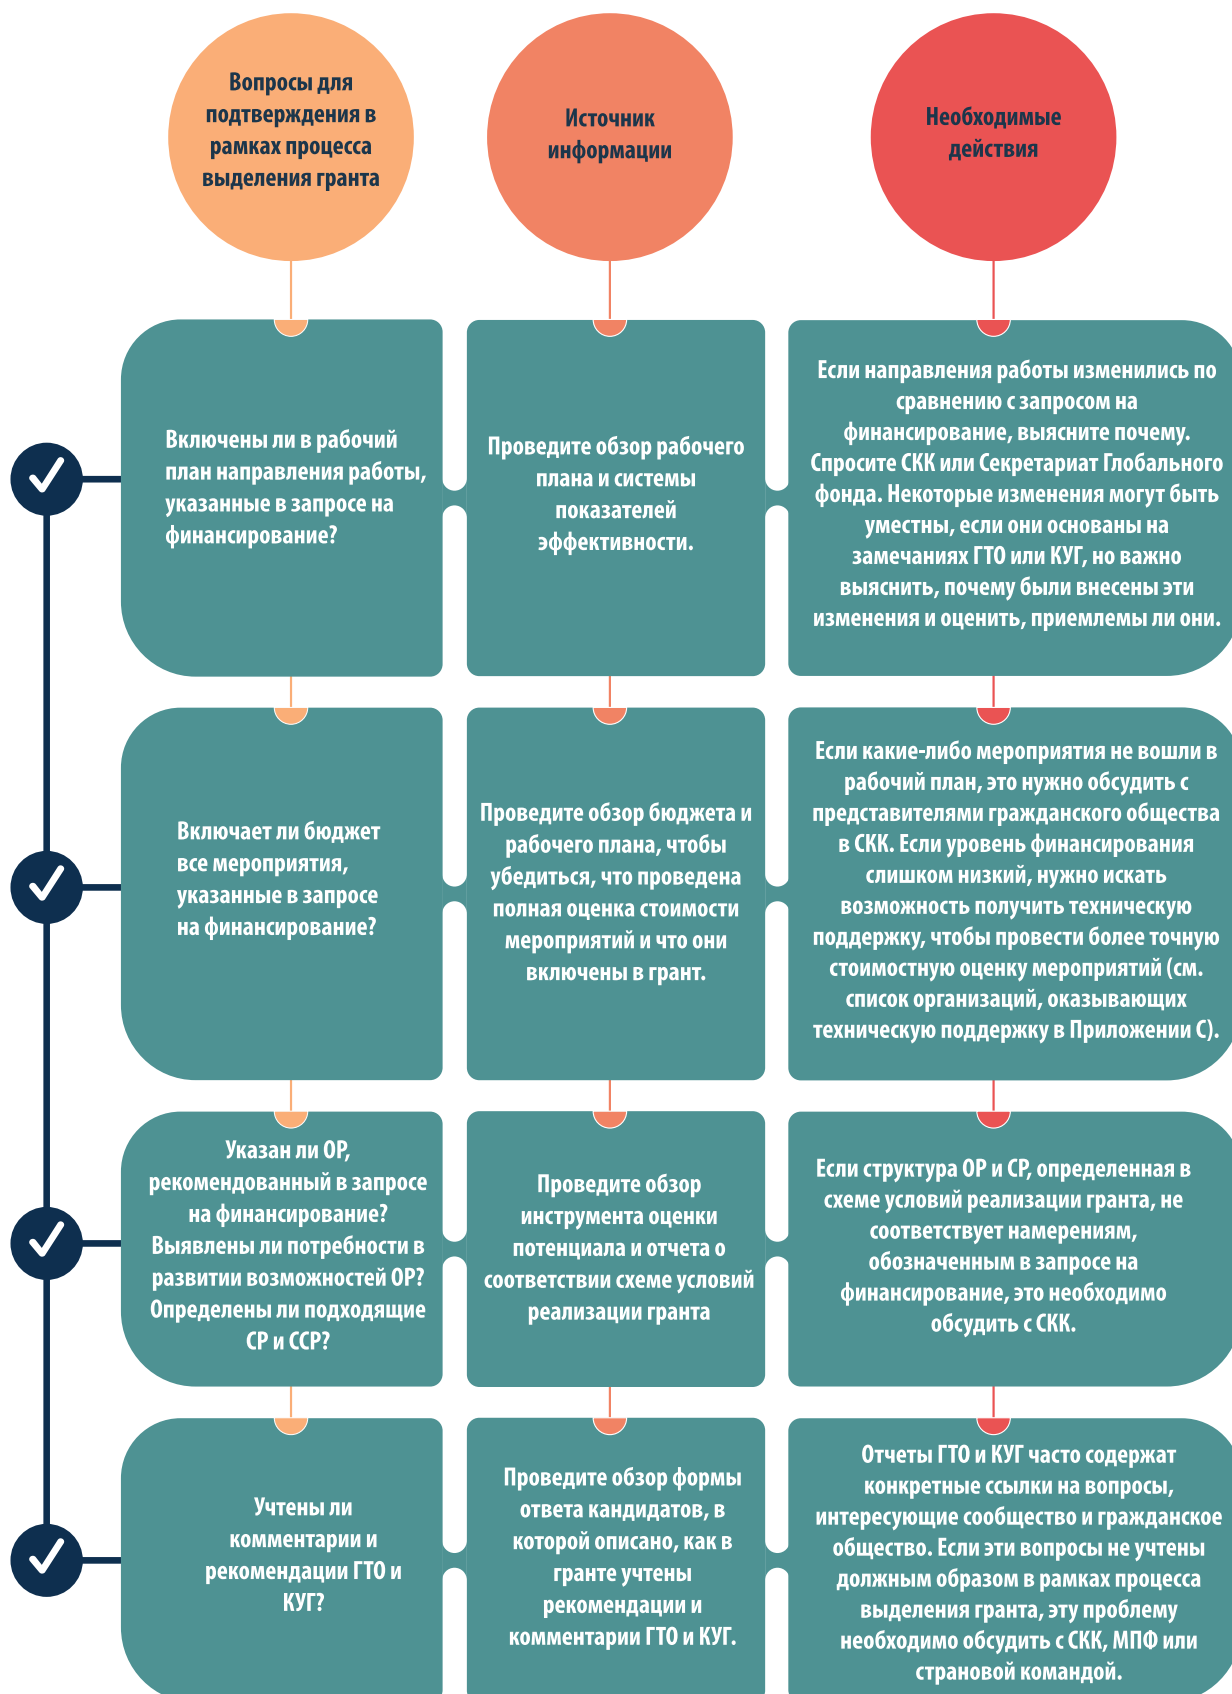 Вопросы для
подтверждения в
рамках процесса
выделения гранта
Источник
информации
Необходимые
действия
Включены ли в рабочий
план направления работы,
указанные в запросе на
финансирование?
Проведите обзор рабочего
плана и системы
показателей
эффективности.
Если направления работы изменились по
сравнению с запросом на
финансирование, выясните почему.
Спросите СКК или Секретариат Глобального
фонда. Некоторые изменения могут быть
уместны, если они основаны на
замечаниях ГТО или КУГ, но важно
выяснить, почему были внесены эти
изменения и оценить, приемлемы ли они.
Включает ли бюджет
все мероприятия,
указанные в запросе
на финансирование?
Проведите обзор бюджета и
рабочего плана, чтобы
убедиться, что проведена
полная оценка стоимости
мероприятий и что они
включены в грант.
Если какие-либо мероприятия не вошли в
рабочий план, это нужно обсудить с
представителями гражданского общества
в СКК. Если уровень финансирования
слишком низкий, нужно искать
возможность получить техническую
поддержку, чтобы провести более точную
стоимостную оценку мероприятий (см.
список организаций, оказывающих
техническую поддержку в Приложении С).
Указан ли ОР,
рекомендованный в запросе
на финансирование?
Выявлены ли потребности в
развитии возможностей ОР?
Определены ли подходящие
СР и ССР?
Проведите обзор
инструмента оценки
потенциала и отчета о
соответствии схеме условий
реализации гранта
Если структура ОР и СР, определенная в
схеме условий реализации гранта, не
соответствует намерениям,
обозначенным в запросе на
финансирование, это необходимо
обсудить с СКК.
Учтены ли
комментарии и
рекомендации ГТО и
КУГ?
Проведите обзор формы
ответа кандидатов, в
которой описано, как в
гранте учтены
рекомендации и
комментарии ГТО и КУГ.
Отчеты ГТО и КУГ часто содержат
конкретные ссылки на вопросы,
интересующие сообщество и гражданское
общество. Если эти вопросы не учтены
должным образом в рамках процесса
выделения гранта, эту проблему
необходимо обсудить с СКК, МПФ или
страновой командой.